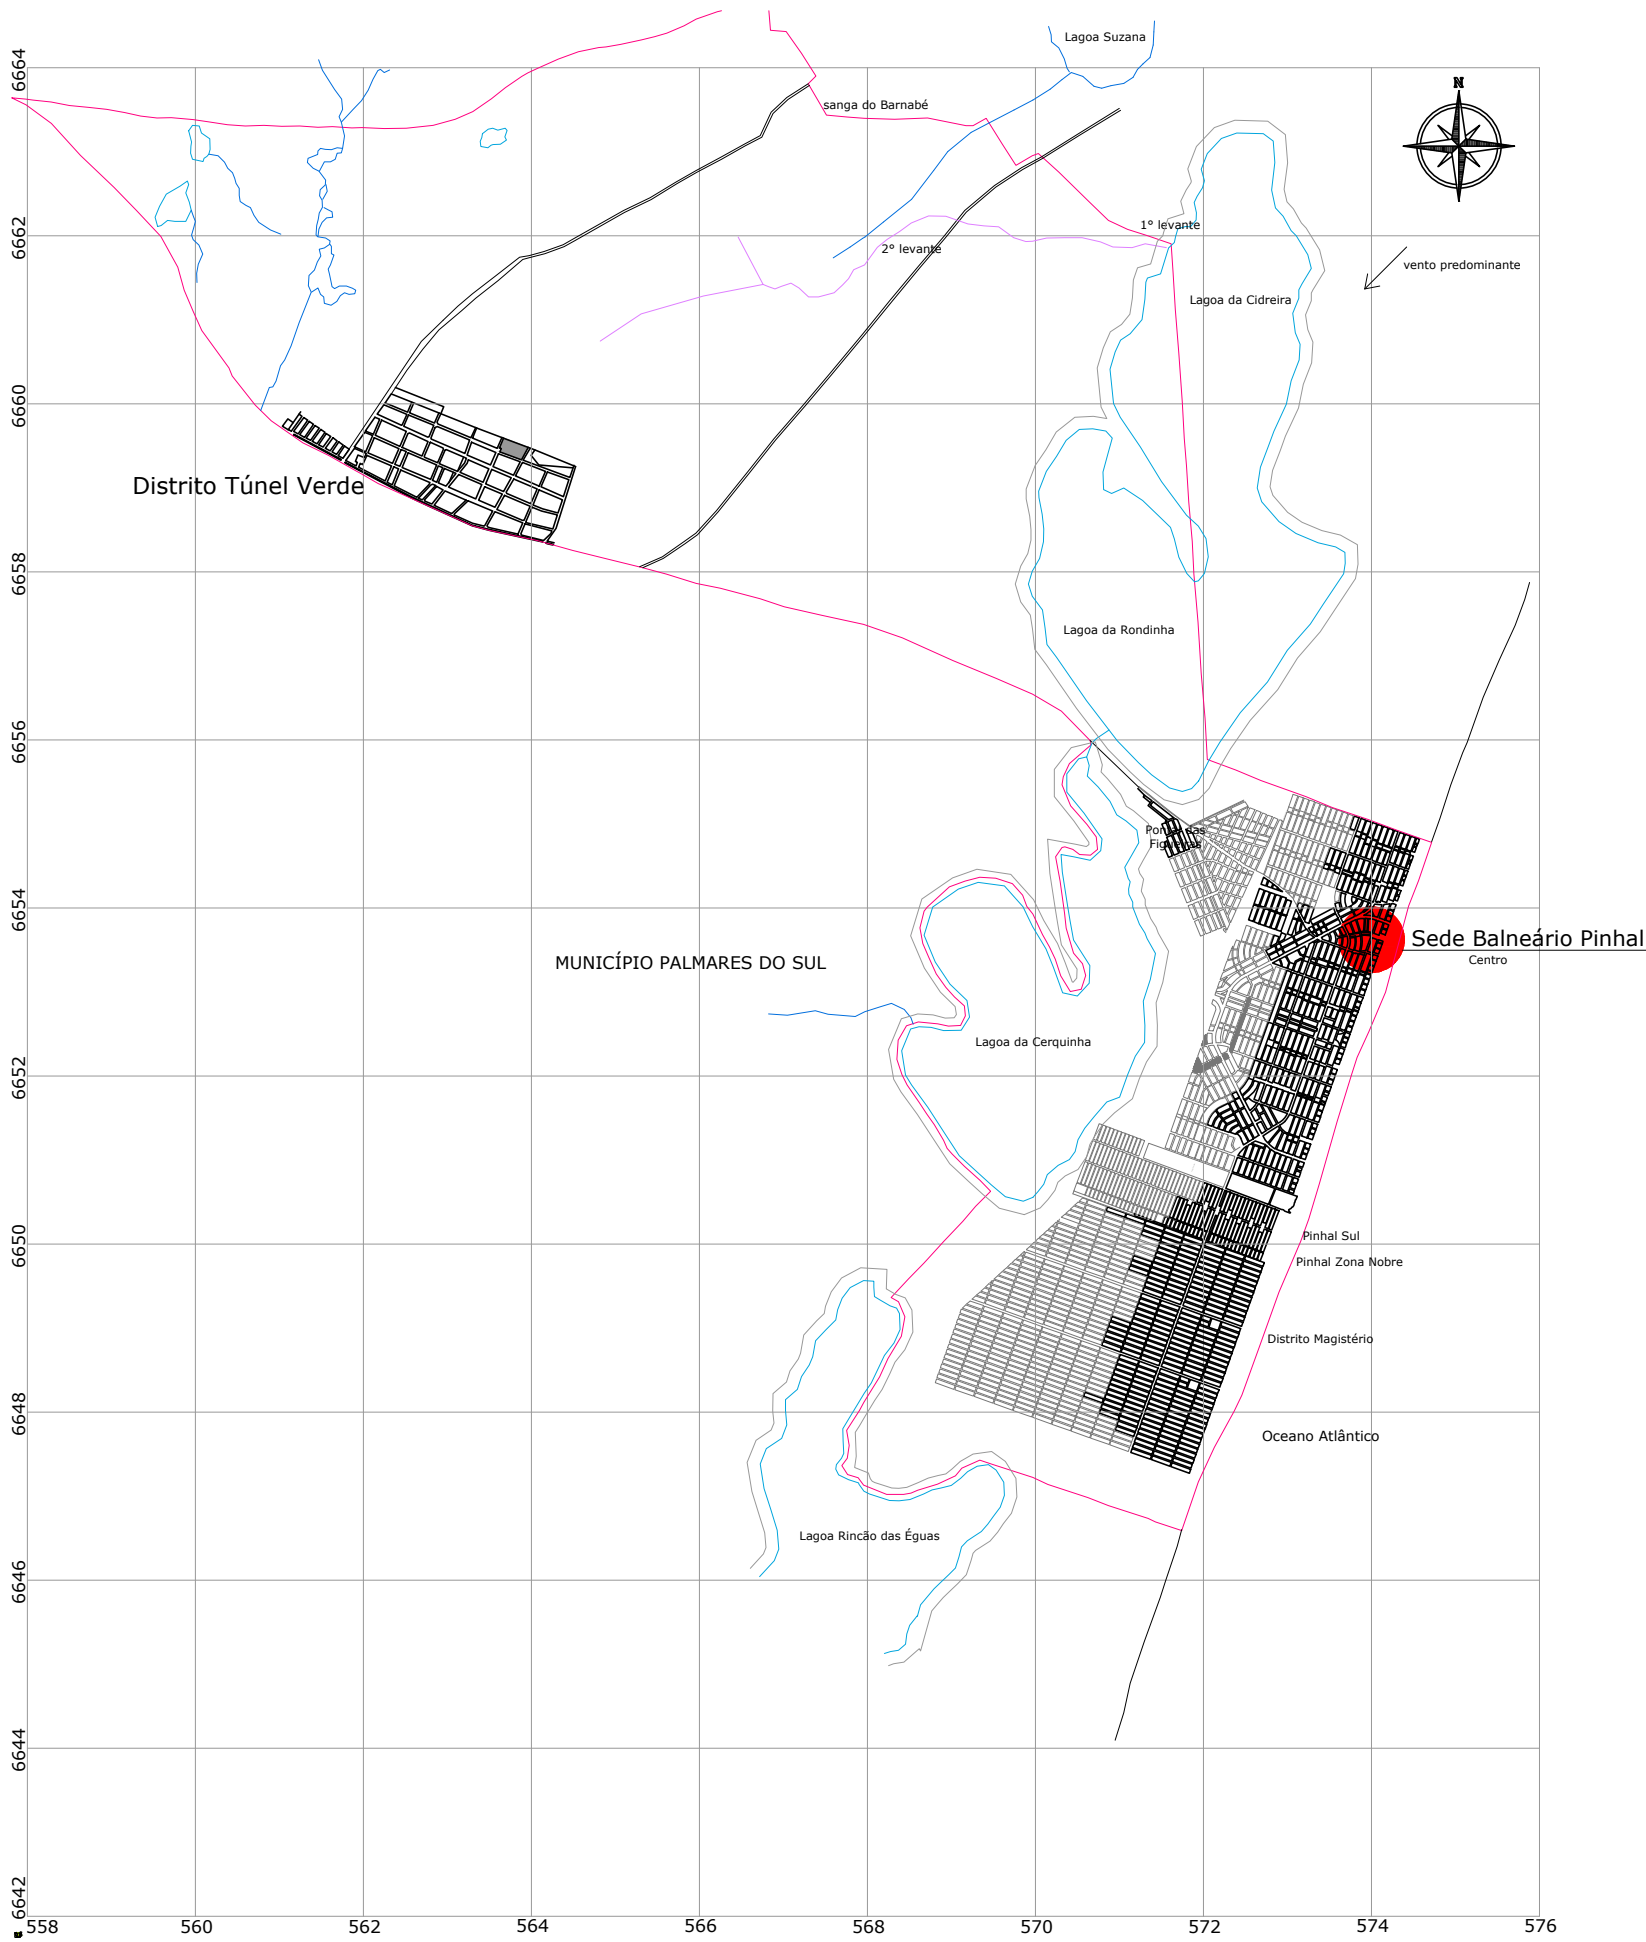 Lagoa Suzana
6664
N
sanga do Barnabé
1° levante
6662
2° levante
vento predominante
Lagoa da Cidreira
6660
Distrito Túnel Verde
6658
Lagoa da Rondinha
6656
Pontal das
Figueiras
6654
Sede Balneário Pinhal
Centro
MUNICÍPIO PALMARES DO SUL
6652
Lagoa da Cerquinha
6650
Pinhal Sul
Pinhal Zona Nobre
Distrito Magistério
6648
Oceano Atlântico
Lagoa Rincão das Éguas
6646
6644
6642
558 560 562 564 566 568 570 572 574 576